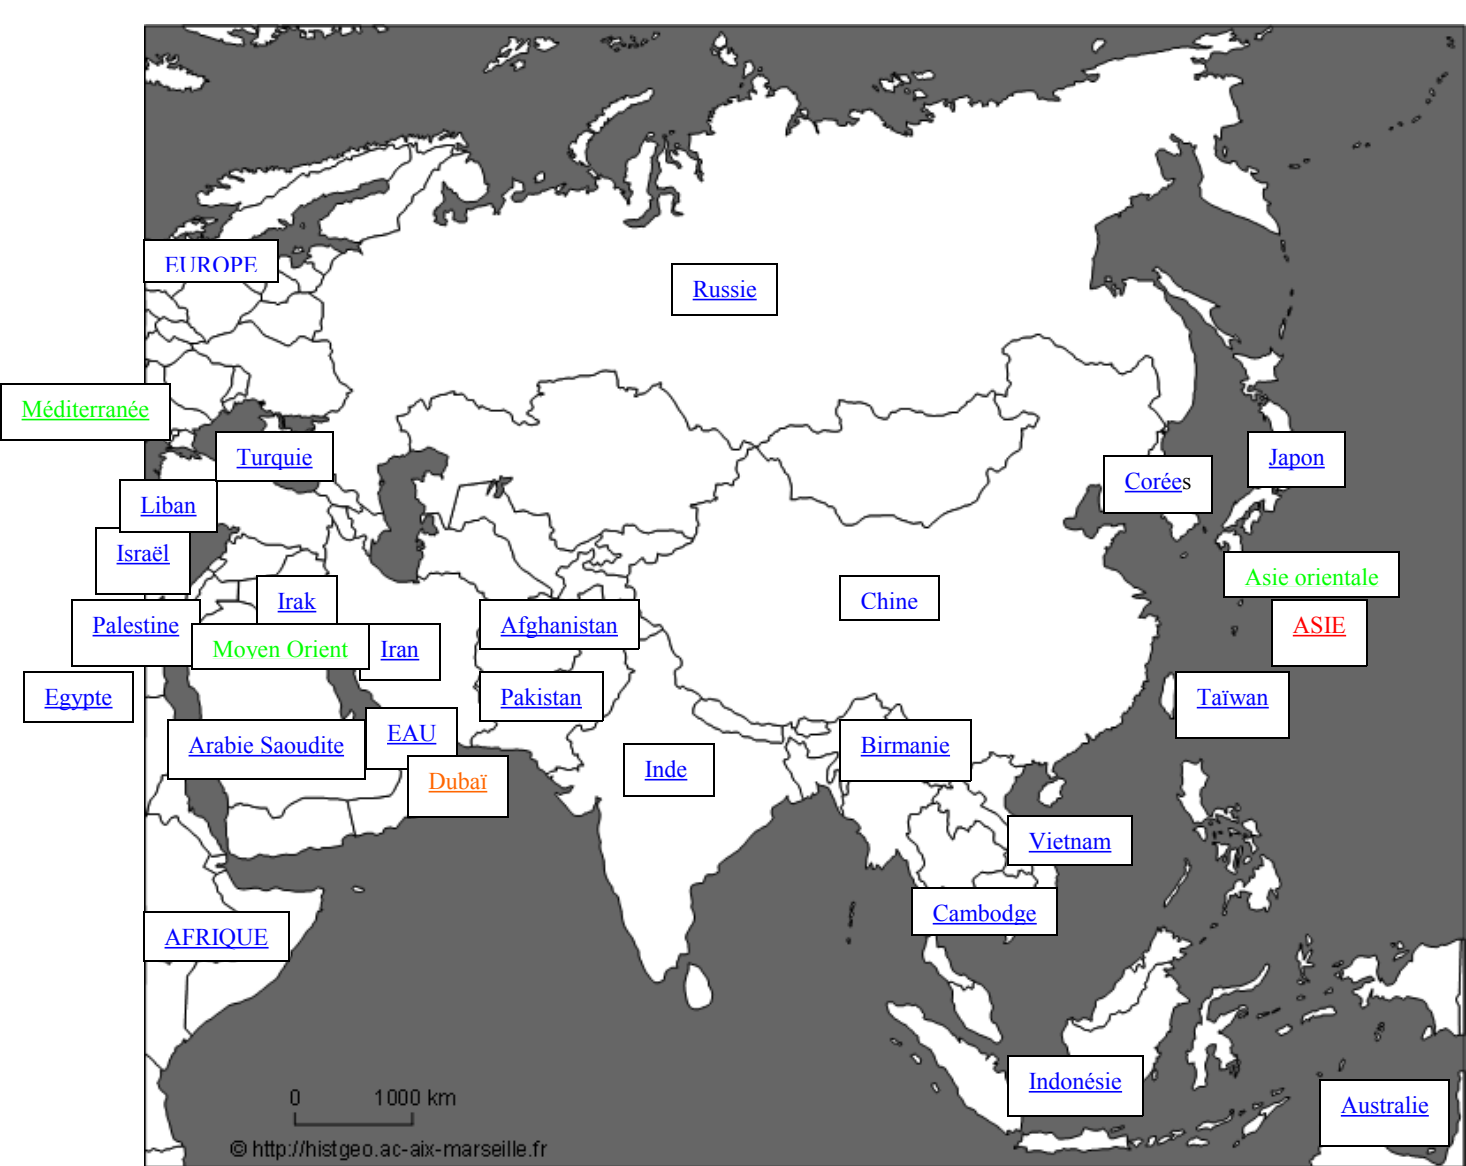 EUROPE
Russie
Méditerranée
Turquie
Japon
Corées
Liban
Israël
Asie orientale
Irak
Chine
Palestine
Afghanistan
ASIE
Moyen Orient
Iran
Egypte
Pakistan
Taïwan
Arabie Saoudite
EAU
Birmanie
Inde
Dubaï
Vietnam
Cambodge
AFRIQUE
Indonésie
0 1000 km
Australie
© http://histgeo.ac-aix-marseille.fr